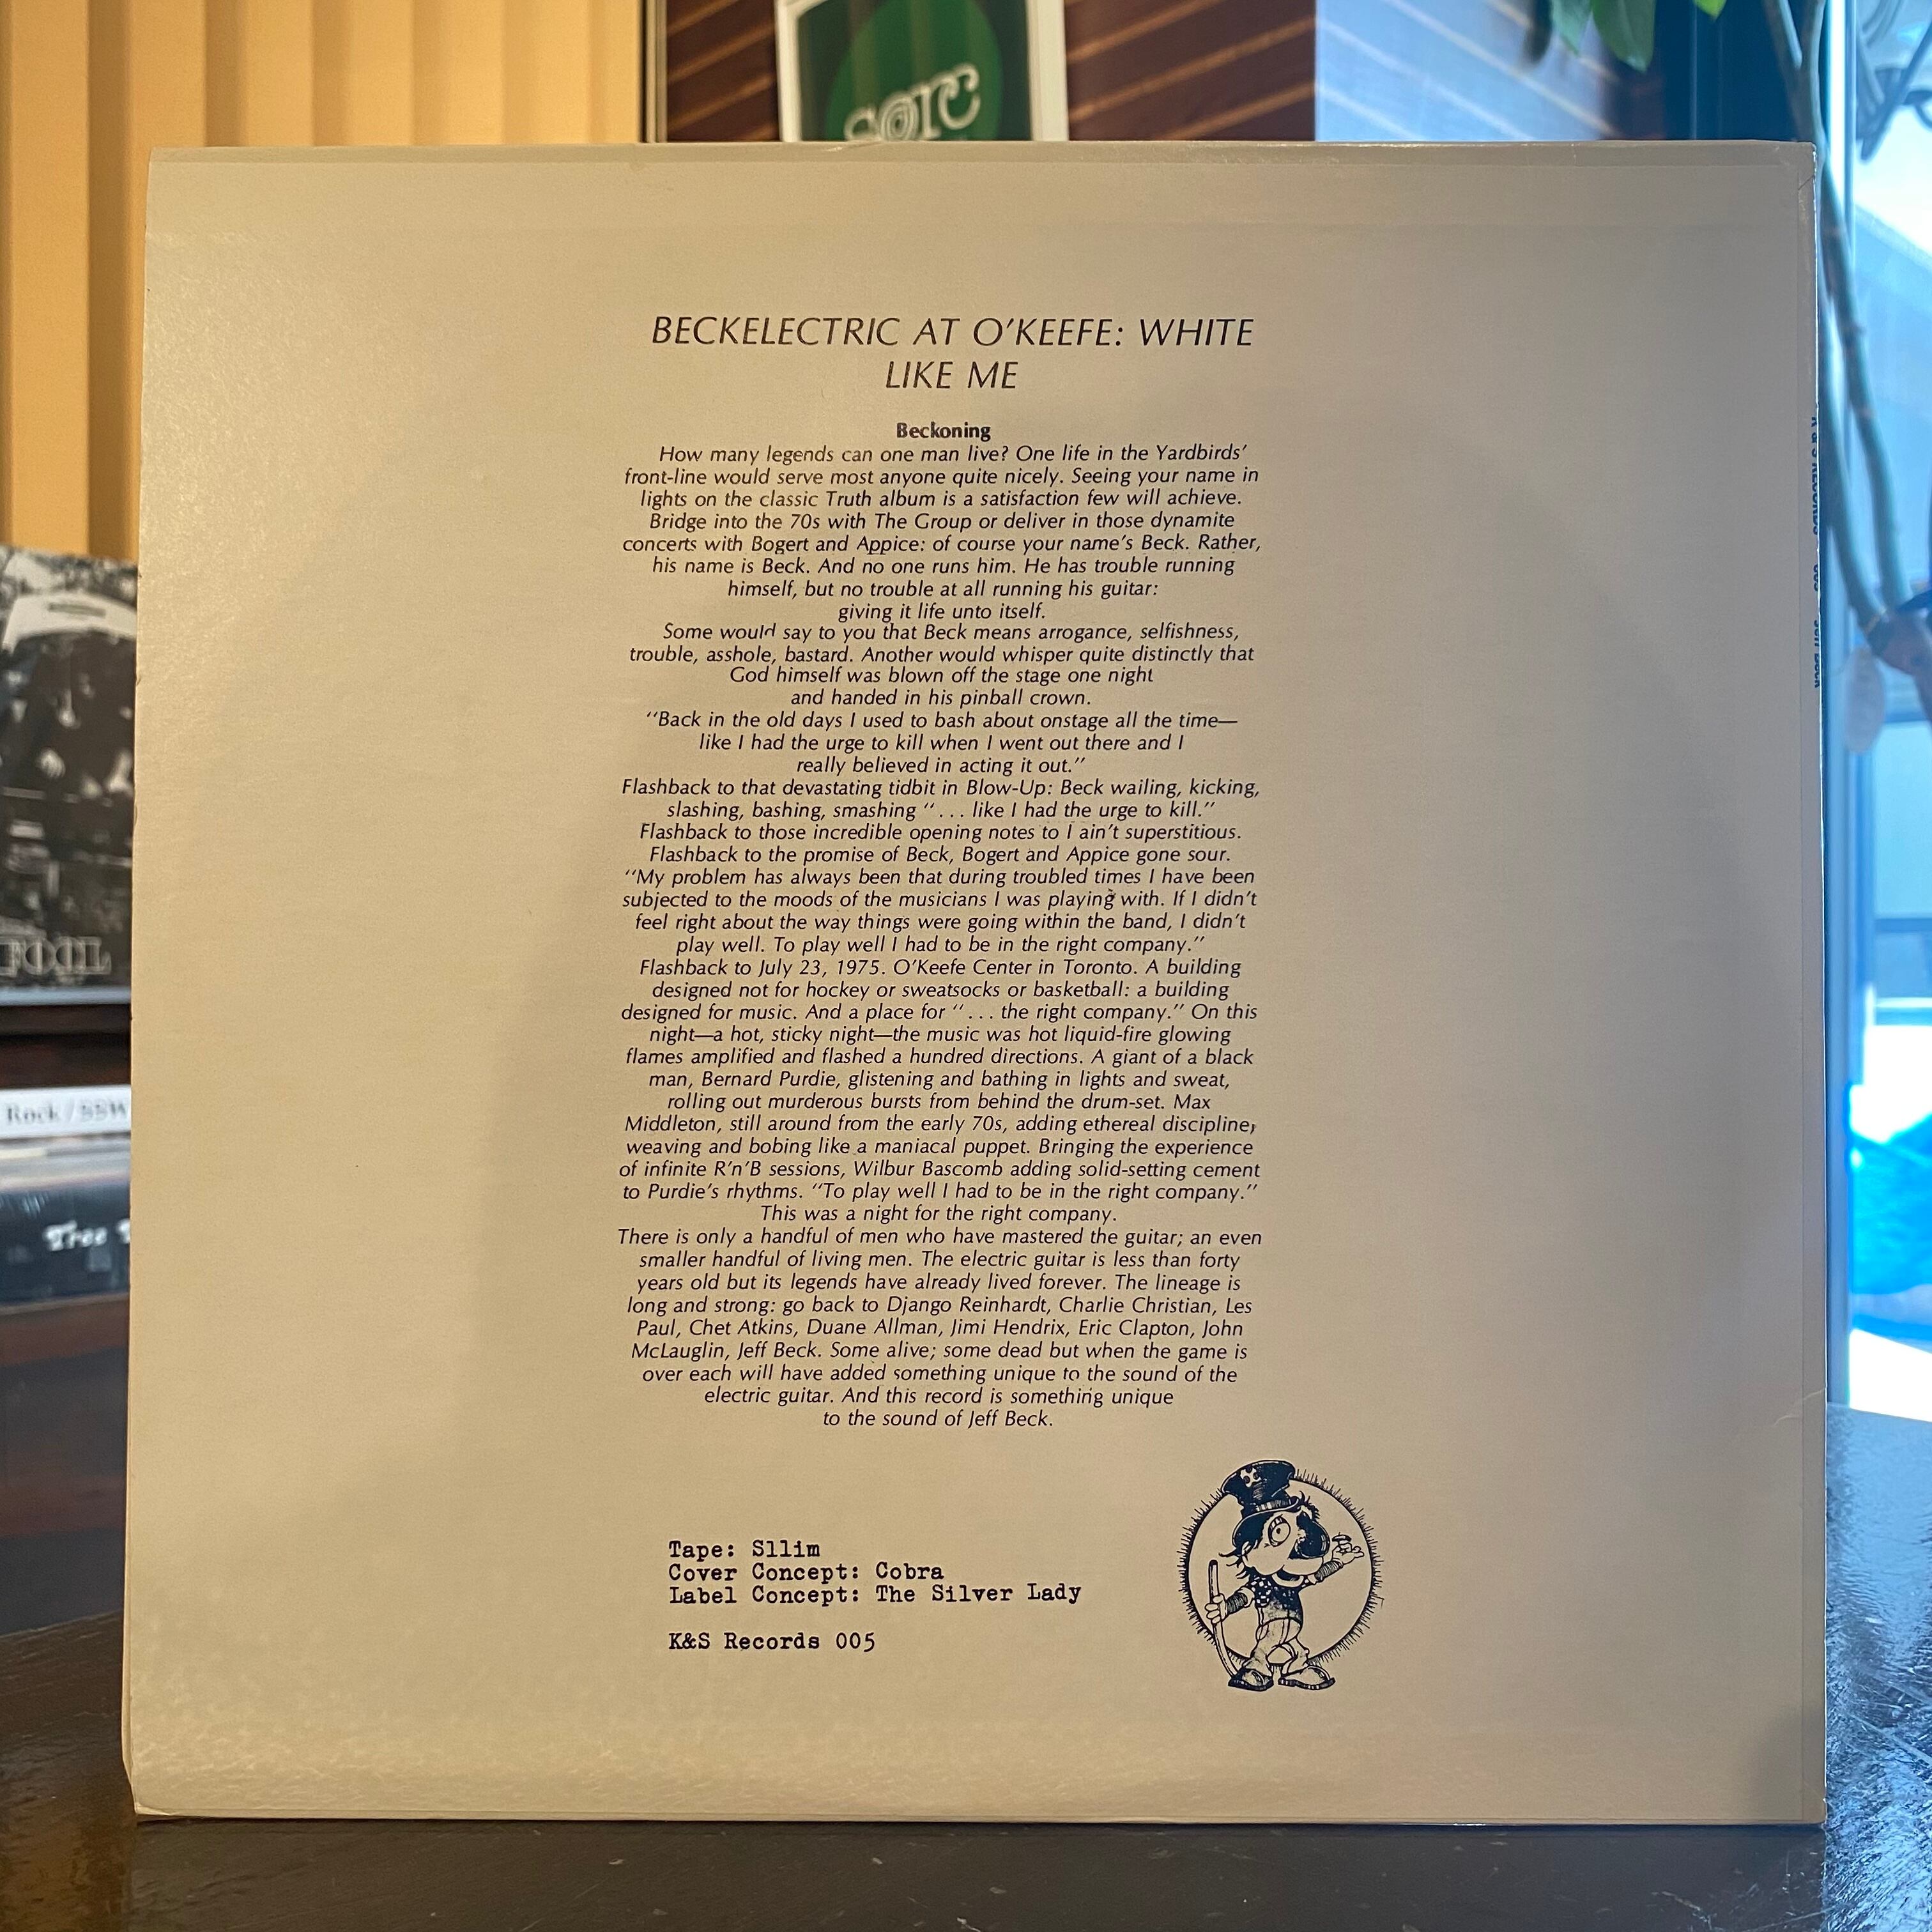 BECKELECTRIC AT O'KEEFE: WHITE
LIKE ME
Beckoning
How many legends can one man live? One life in the Yardbirds'
front-line would serve most anyone quite nicely. Seeing your name in
lights on the classic Truth album is a satisfaction few will achieve.
Bridge into the 70s with The Group or deliver in those dynamite
concerts with Bogert and Appice: of course your name's Beck. Rather,
his name is Beck. And no one runs him. He has trouble running
himself, but no trouble at all running his guitar:
giving it life unto itself.
Some would say to you that Beck means arrogance, selfishness,
trouble, asshole, bastard. Another would whisper quite distinctly that
God himself was blown off the stage one night
and handed in his pinball crown.
"Back in the old days I used to bash about onstage all the time—
like I had the urge to kill when I went out there and I
really believed in acting it out."
Flashback to that devastating tidbit in Blow-Up: Beck wailing, kicking,
slashing, bashing, smashing "... like I had the urge to kill."
Flashback to those incredible opening notes to I ain't superstitious.
Flashback to the promise of Beck, Bogert and Appice gone sour.
"My problem has always been that during troubled times I have been
subjected to the moods of the musicians I was playing with. If I didn't
feel right about the way things were going within the band, I didn't
play well. To play well I had to be in the right company."
Flashback to July 23, 1975. O'Keefe Center in Toronto. A building
designed not for hockey or sweatsocks or basketball: a building
designed for music. And a place for "... the right company." On this
night—a hot, sticky night—the music was hot liquid-fire glowing
flames amplified and flashed a hundred directions. A giant of a black
man, Bernard Purdie, glistening and bathing in lights and sweat,
rolling out murderous bursts from behind the drum-set. Max
Middleton, still around from the early 70s, adding ethereal discipline,
weaving and bobing like a maniacal puppet. Bringing the experience
of infinite R'n'B sessions, Wilbur Bascomb adding solid-setting cement
to Purdie's rhythms. "To play well I had to be in the right company."
This was a night for the right company.
There is only a handful of men who have mastered the guitar; an even
smaller handful of living men. The electric guitar is less than forty
years old but its legends have already lived forever. The lineage is
long and strong: go back to Django Reinhardt, Charlie Christian, Les
Paul, Chet Atkins, Duane Allman, Jimi Hendrix, Eric Clapton, John
McLauglin, Jeff Beck. Some alive; some dead but when the game is
over each will have added something unique to the sound of the
electric guitar. And this record is something unique
to the sound of Jeff Beck.
Tape: Sllim
Cover Concept: Cobra
Label Concept: The Silver Lady
K&S Records 005
FOOL
Rock / SSW
Free